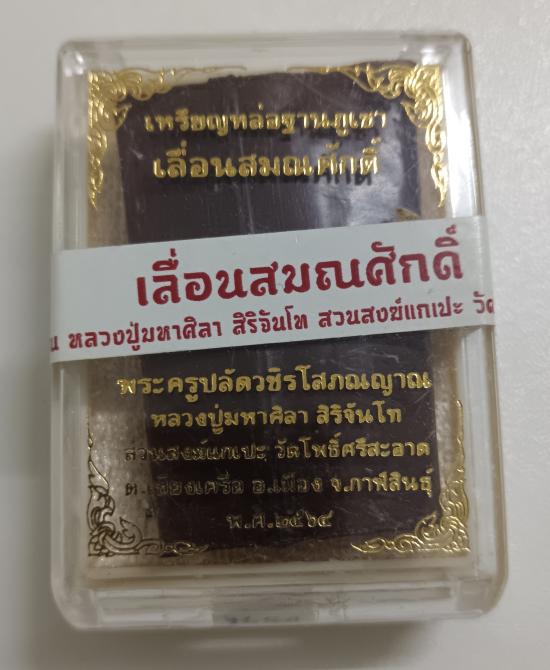 เหรียญหล่อฐานภูเขา
เลื่อนสมณศักดิ์
เลื่อนสมณศักดิ์
หลวงปู่มหาศิลา สิริจันโท สวนสงฆ์แกเปะ วัด
พระครูปลัดวชิรโสภณญาณ
หลวงปู่มหาศิลา สิริจันโท
สวนสงฆ์แกเปะ วัดโพธิ์ศรีสะอาด
ต.เชียงเครือ อ.เมือง จ.กาฬสินธุ์
พ.ศ.๒๕๖๔